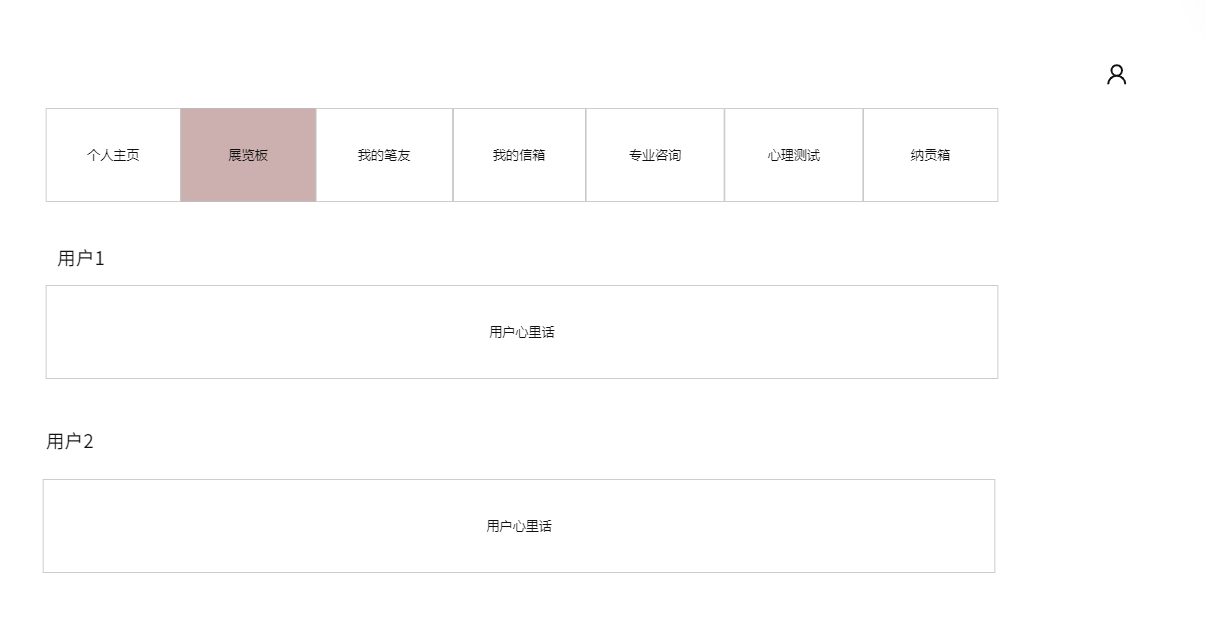 个人主页 展览板 我的笔友 我的信箱 专业咨询 心理测试 纳贡箱
用户1
用户心里话
用户2
用户心里话